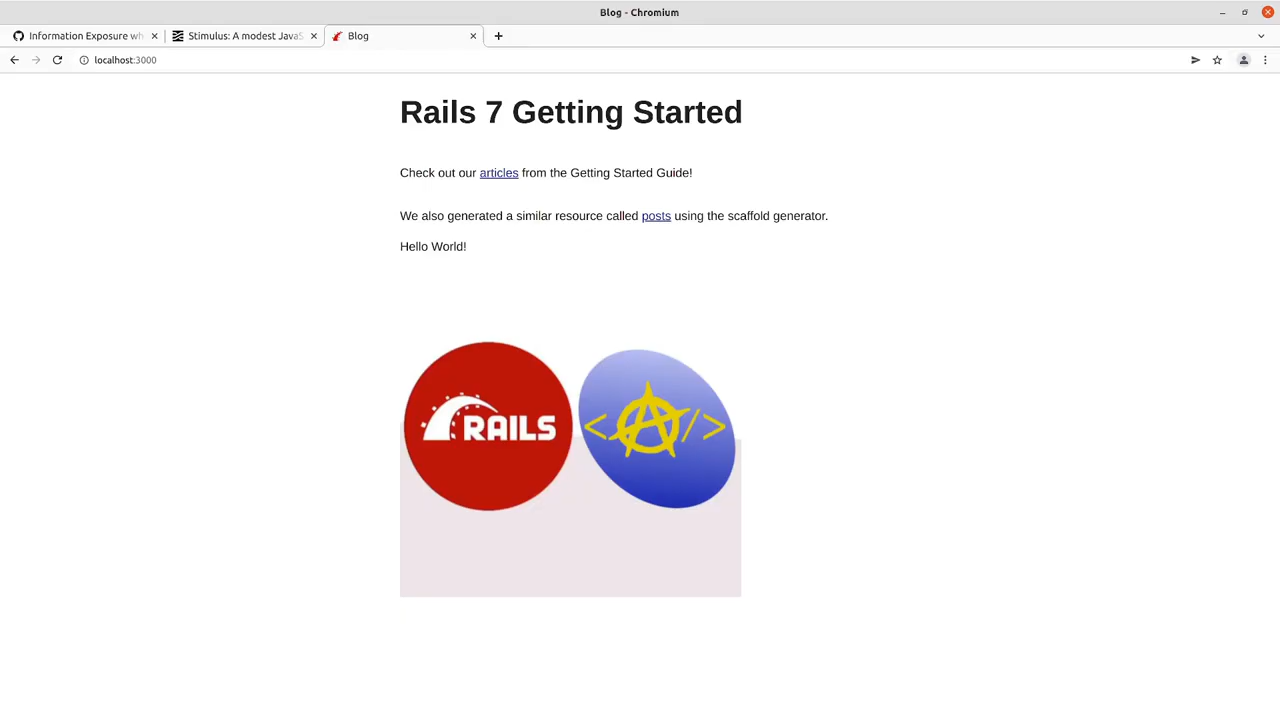 Blog - Chromium
Information Exposure wh
Stimulus: A modest JavaS
Blog
localhost:3000
Rails 7 Getting Started
Check out our articles from the Getting Started Guide!
We also generated a similar resource called posts using the scaffold generator.
Hello World!
RAILS
<A/>